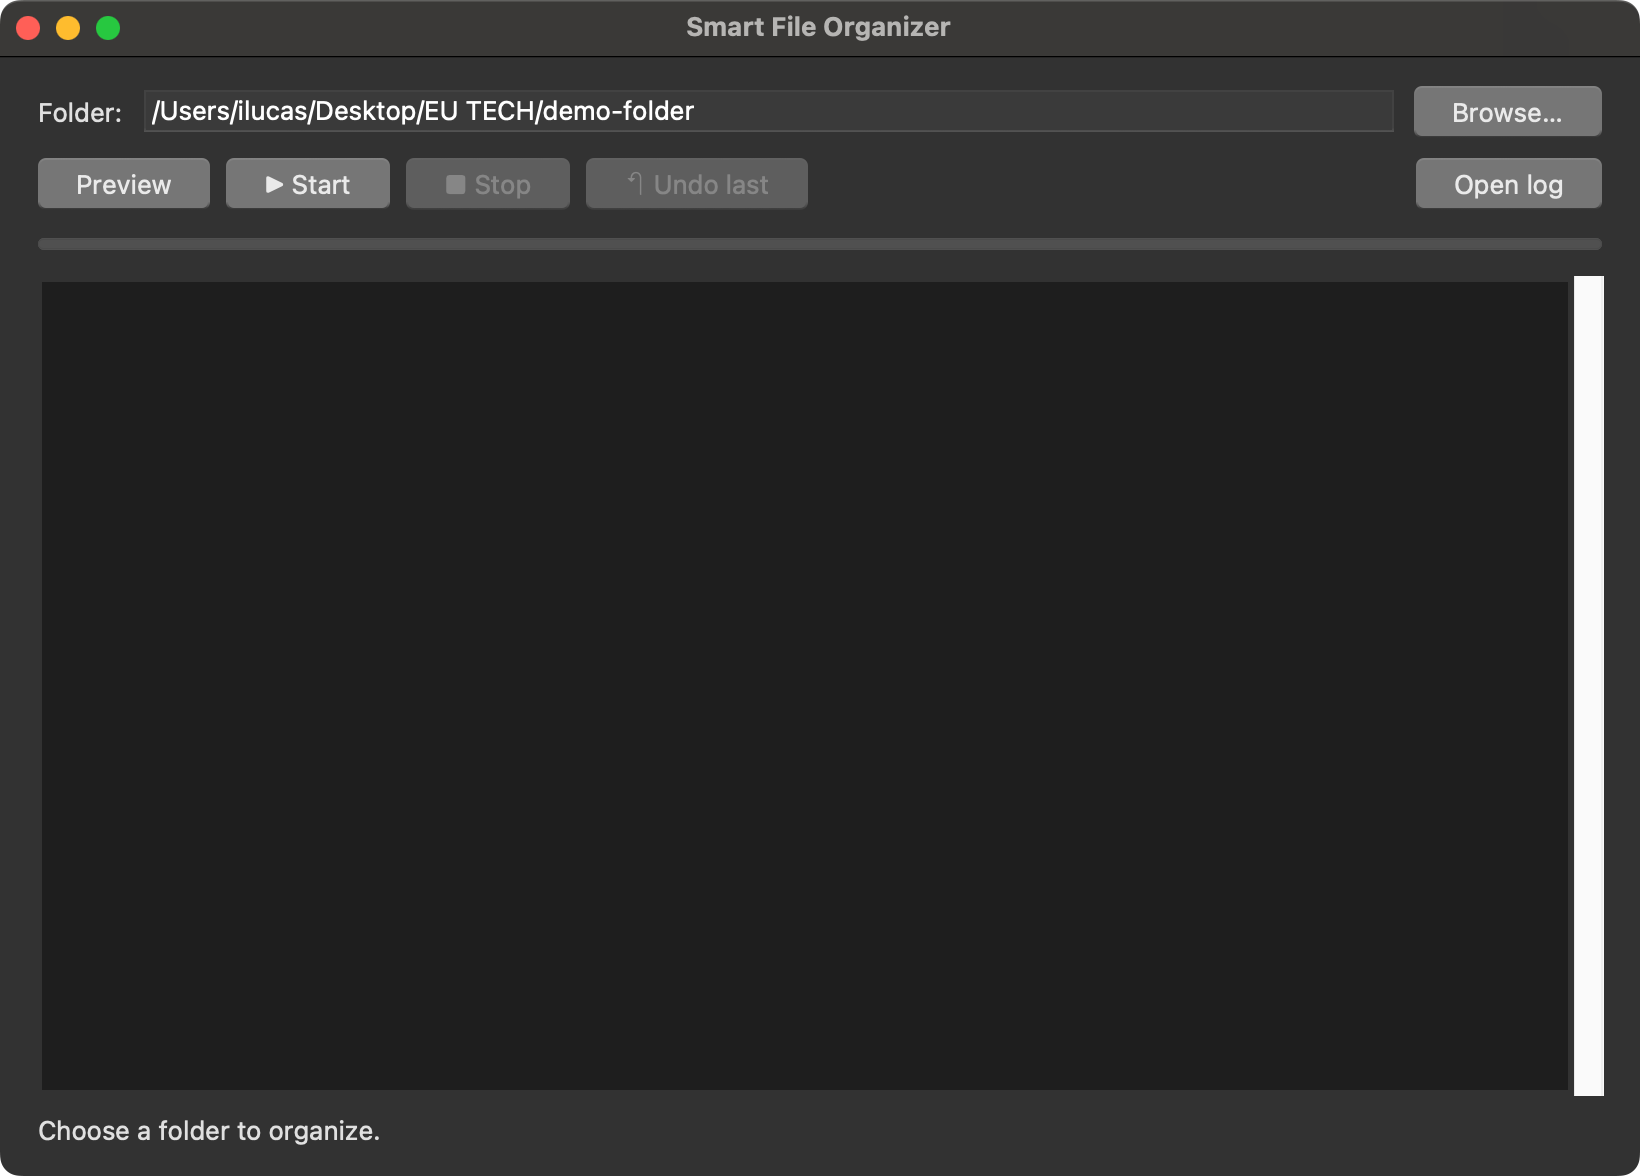 Smart File Organizer
Folder: /Users/ilucas/Desktop/EU TECH/demo-folder Browse...
Preview ▶ Start ■ Stop ↰ Undo last Open log
Choose a folder to organize.